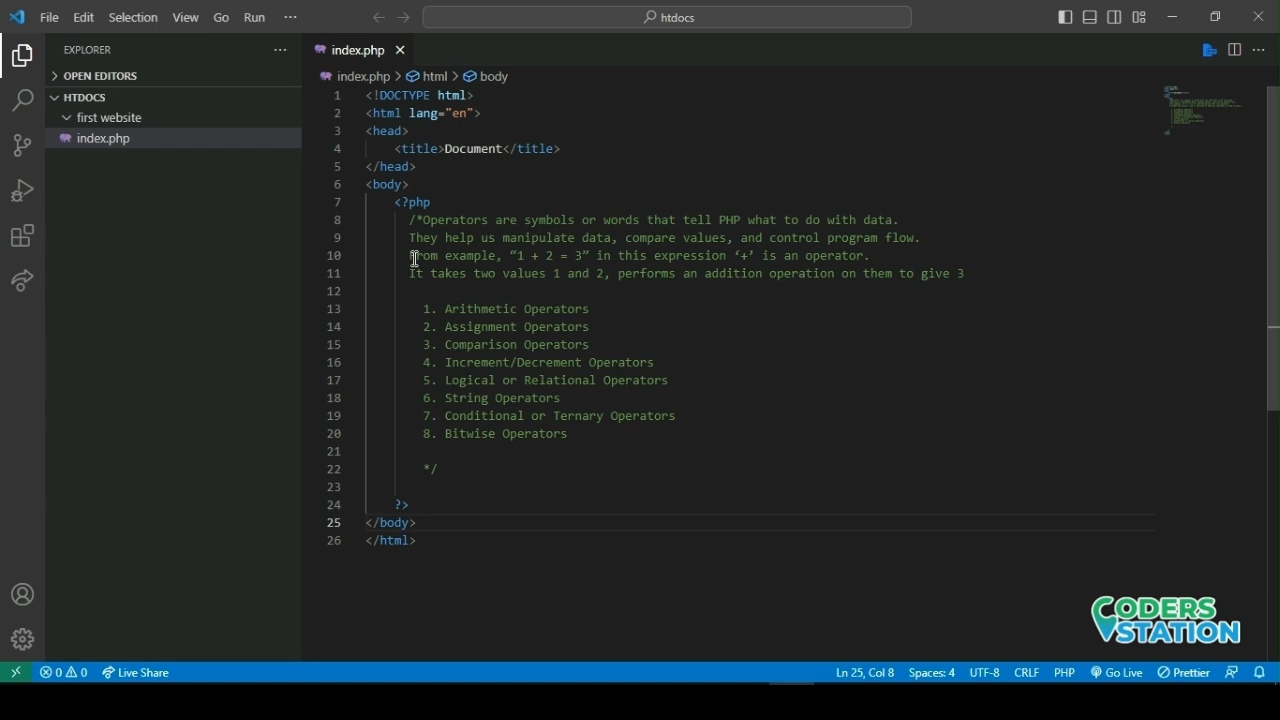 File Edit Selection View Go Run ···
htdocs
EXPLORER ···
OPEN EDITORS
HTDOCS
first website
index.php
index.php
index.php > html > body
1 <!DOCTYPE html>
2 <html lang="en">
3 <head>
4 <title>Document</title>
5 </head>
6 <body>
7 <?php
8 /*Operators are symbols or words that tell PHP what to do with data.
9 They help us manipulate data, compare values, and control program flow.
10 From example, “1 + 2 = 3” in this expression ‘+’ is an operator.
11 It takes two values 1 and 2, performs an addition operation on them to give 3
12
13 1. Arithmetic Operators
14 2. Assignment Operators
15 3. Comparison Operators
16 4. Increment/Decrement Operators
17 5. Logical or Relational Operators
18 6. String Operators
19 7. Conditional or Ternary Operators
20 8. Bitwise Operators
21
22 */
23
24 ?>
25 </body>
26 </html>
CODERS
STATION
0 0 Live Share Ln 25, Col 8 Spaces: 4 UTF-8 CRLF PHP Go Live Prettier